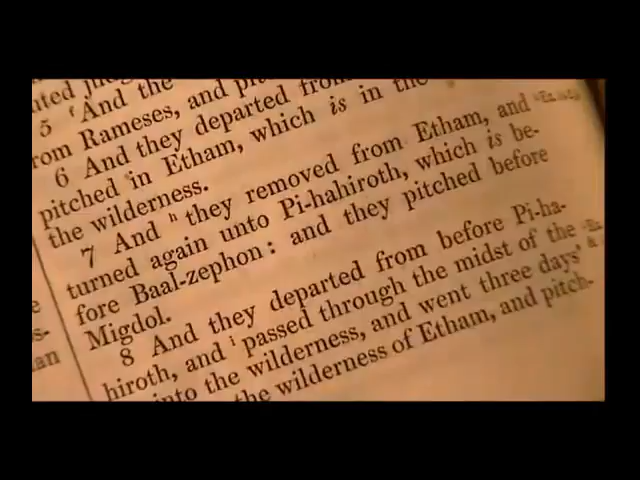 5 And the
rom Rameses, and
6 And they departed from
pitched in Etham, which is in the
the wilderness.
7 And h they removed from Etham, and
turned again unto Pi-hahiroth, which is be-
fore Baal-zephon: and they pitched before
Migdol.
8 And they departed from before Pi-ha-
hiroth, and i passed through the midst of the
into the wilderness, and went three days'
the wilderness of Etham, and pitch-